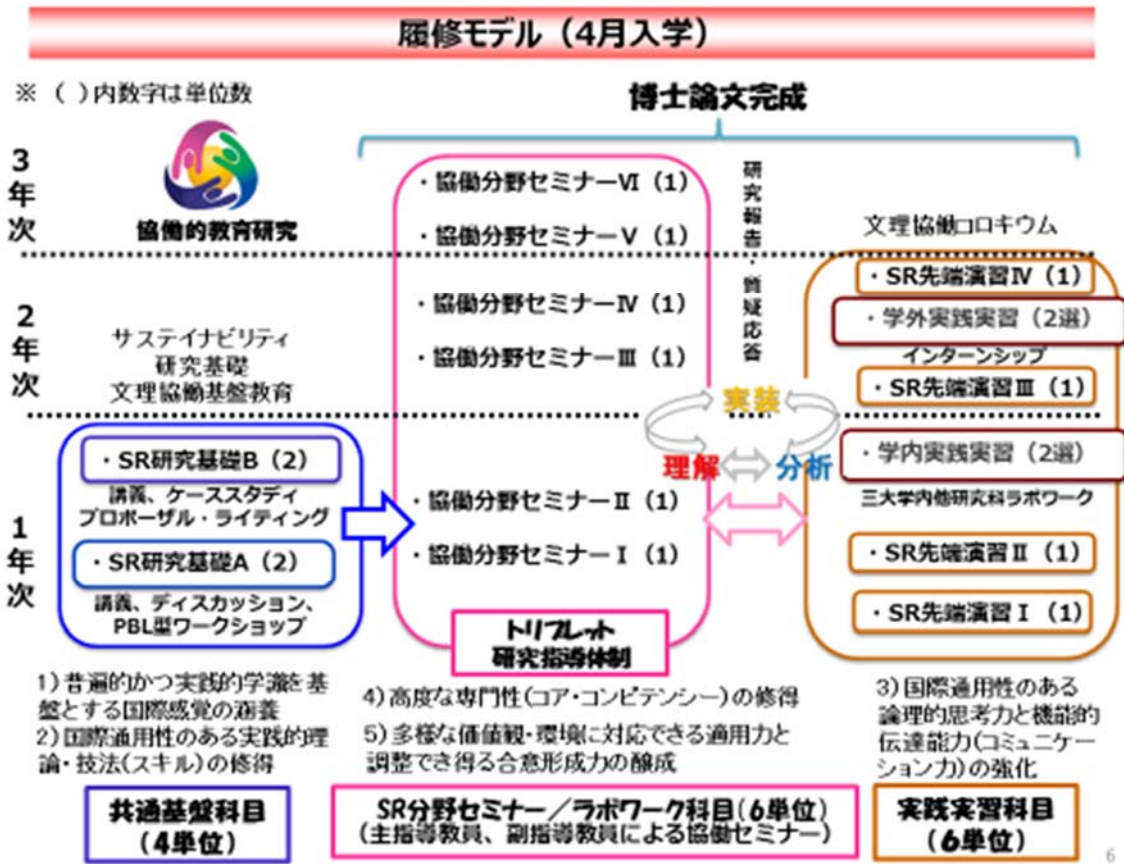 履修モデル（4月入学）
※ （ ）内数字は単位数
博士論文完成
3年次
協働的教育研究
・協働分野セミナーⅥ（1）
・協働分野セミナーⅤ（1）
研究報告・質疑応答
文理協働コロキウム
・SR先端演習Ⅳ（1）
2年次
サステイナビリティ
研究基礎
文理協働基盤教育
・協働分野セミナーⅣ（1）
・協働分野セミナーⅢ（1）
・学外実践実習（2選）
インターンシップ
・SR先端演習Ⅲ（1）
実装
理解
分析
1年次
・SR研究基礎B（2）
講義、ケーススタディ
プロポーザル・ライティング
・SR研究基礎A（2）
講義、ディスカッション、
PBL型ワークショップ
・協働分野セミナーⅡ（1）
・協働分野セミナーⅠ（1）
トリプレット
研究指導体制
・学内実践実習（2選）
三大学内他研究科ラボワーク
・SR先端演習Ⅱ（1）
・SR先端演習Ⅰ（1）
1）普遍的かつ実践的学識を基
盤とする国際感覚の涵養
2）国際通用性のある実践的理
論・技法（スキル）の修得
4）高度な専門性（コア・コンピテンシー）の修得
5）多様な価値観・環境に対応できる適用力と
調整でき得る合意形成力の醸成
3）国際通用性のある
論理的思考力と機能的
伝達能力（コミュニケー
ション力）の強化
共通基盤科目
（4単位）
SR分野セミナー／ラボワーク科目（6単位）
（主指導教員、副指導教員による協働セミナー）
実践実習科目
（6単位）
6